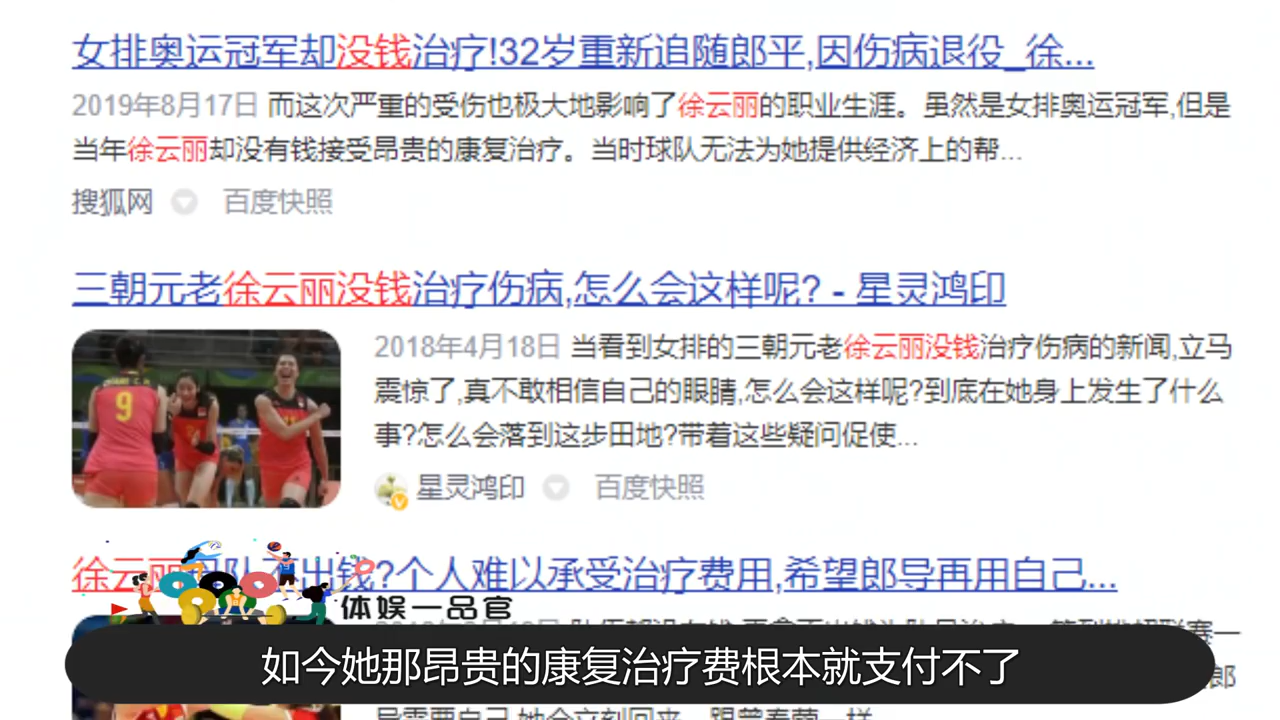 女排奥运冠军却没钱治疗!32岁重新追随郎平,因伤病退役_徐...
2019年8月17日 而这次严重的受伤也极大地影响了徐云丽的职业生涯。虽然是女排奥运冠军,但是
当年徐云丽却没有钱接受昂贵的康复治疗。当时球队无法为她提供经济上的帮...
搜狐网 百度快照
三朝元老徐云丽没钱治疗伤病,怎么会这样呢? - 星灵鸿印
2018年4月18日 当看到女排的三朝元老徐云丽没钱治疗伤病的新闻,立马
震惊了,真不敢相信自己的眼睛,怎么会这样呢?到底在她身上发生了什么
事?怎么会落到这步田地?带着这些疑问促使...
9
星灵鸿印 百度快照
徐云丽 出钱?个人难以承受治疗费用,希望郎导再用自己...
体娱一品官
如今她那昂贵的康复治疗费根本就支付不了
郎